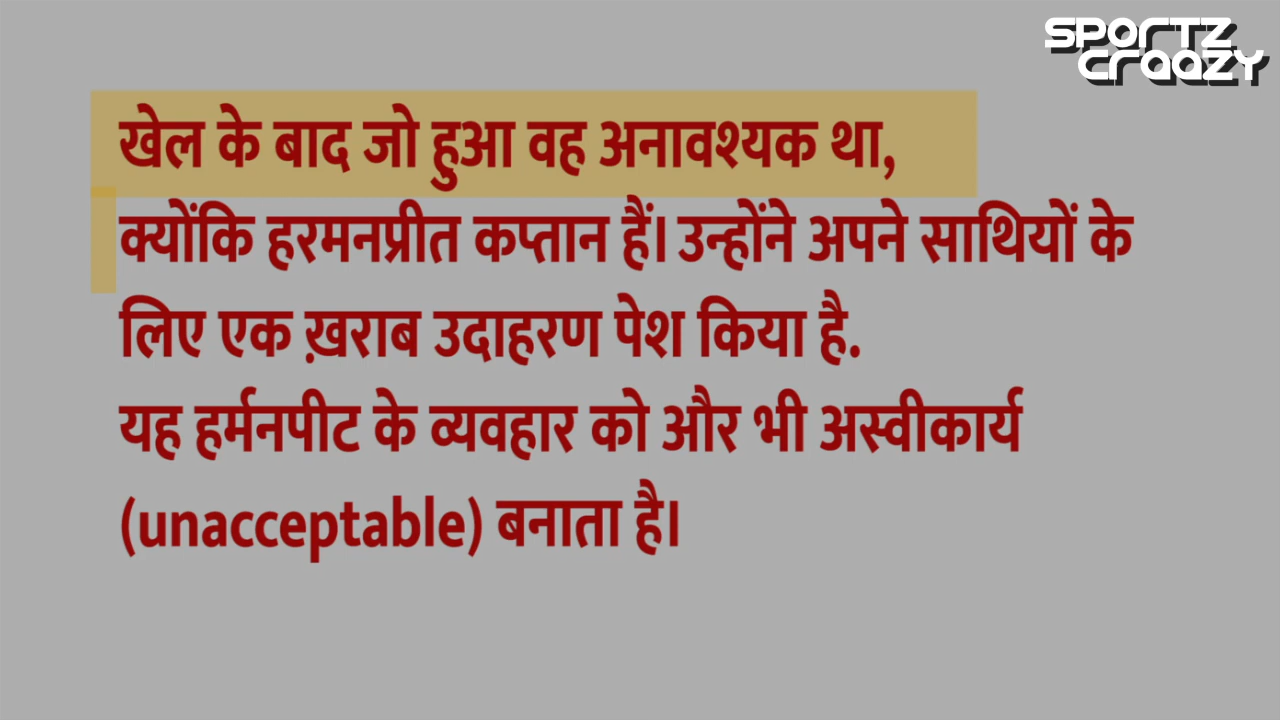 SPORTZ
CRAAZY
खेल के बाद जो हुआ वह अनावश्यक था,
क्योंकि हरमनप्रीत कप्तान हैं। उन्होंने अपने साथियों के
लिए एक ख़राब उदाहरण पेश किया है.
यह हर्मनपीट के व्यवहार को और भी अस्वीकार्य
(unacceptable) बनाता है।